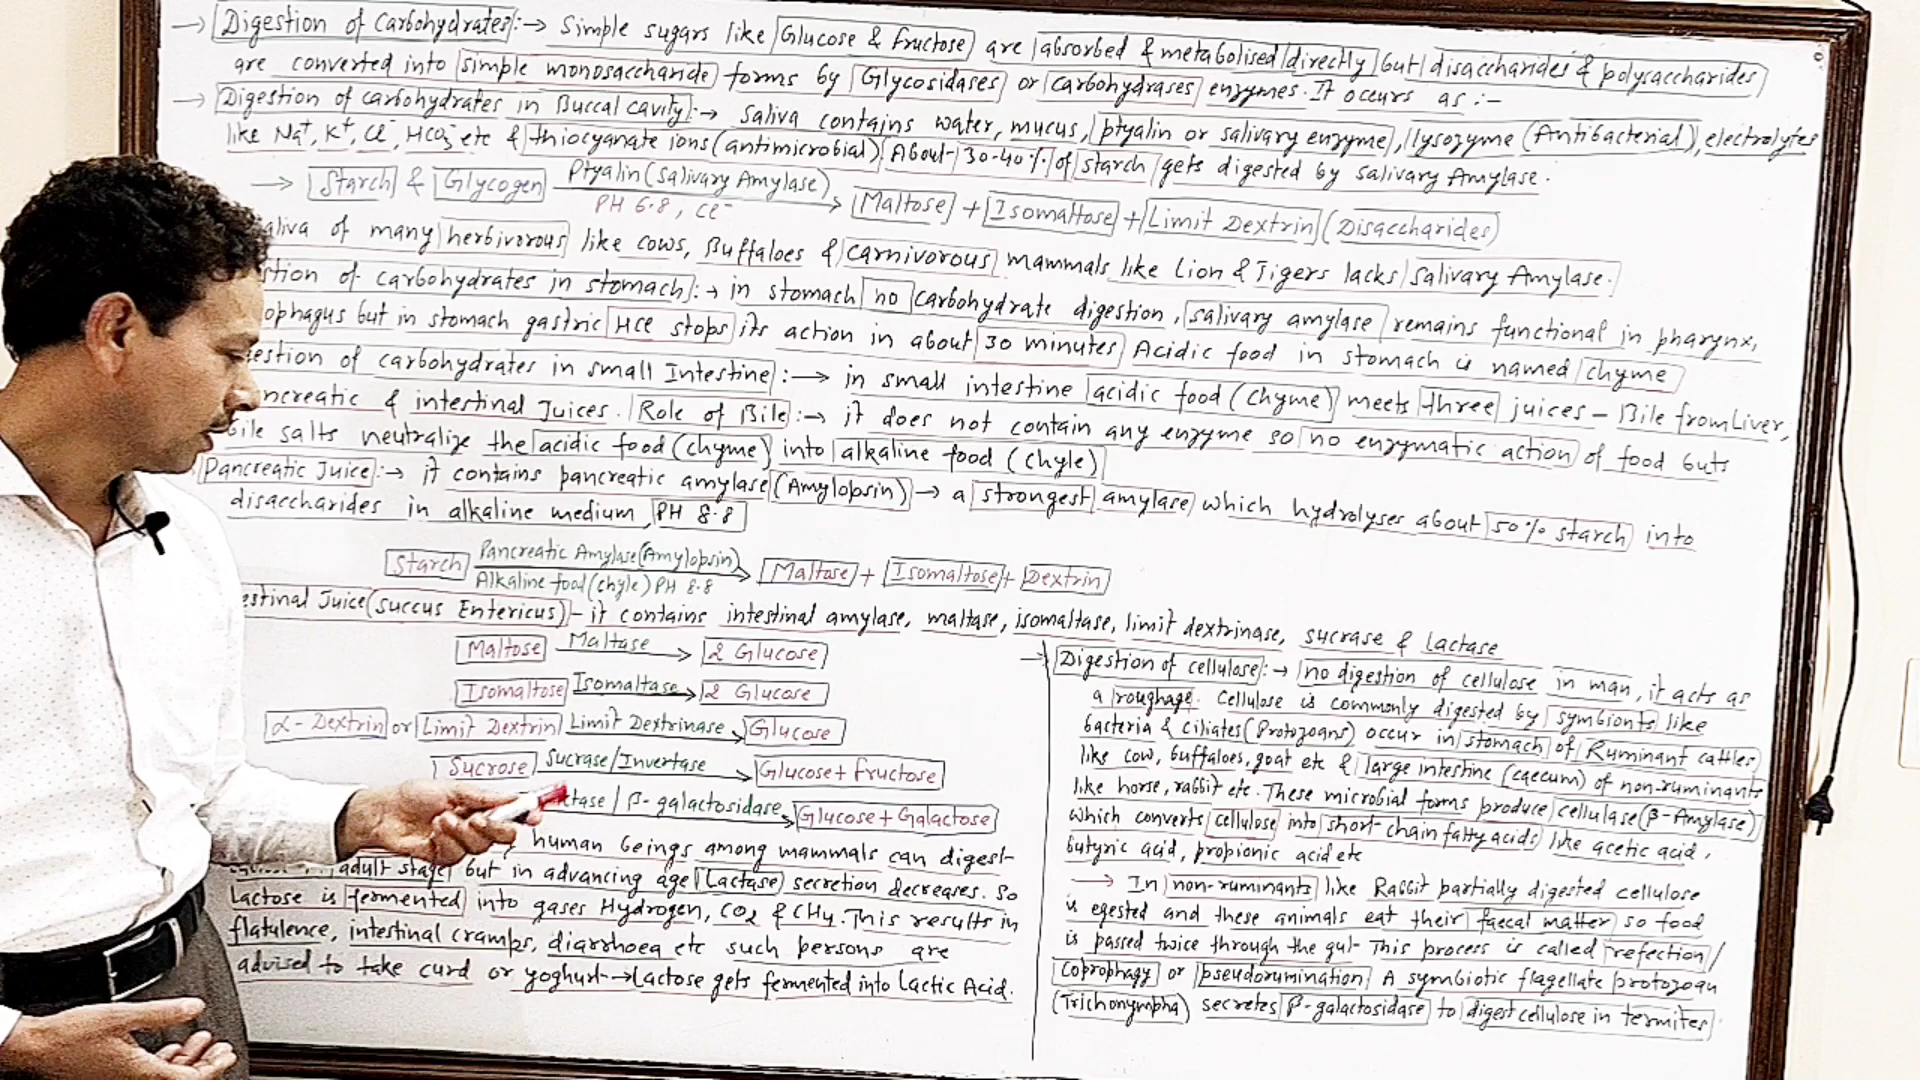 → Digestion of Carbohydrates :→ Simple sugars like Glucose & fructose are absorbed & metabolised directly but disaccharides & polysaccharides
are converted into simple monosaccharide forms by Glycosidases or carbohydrases enzymes. It occurs as :-
→ Digestion of carbohydrates in Buccal cavity :→ Saliva contains water, mucus, ptyalin or salivary enzyme, lysozyme (Antibacterial), electrolytes
like Na+, K+, Cl-, HCO3- etc & thiocyanate ions (antimicrobial) About 30-40% of starch gets digested by salivary Amylase.
→ Starch & Glycogen Ptyalin (Salivary Amylase) PH 6.8, Cl- → Maltose + Isomaltose + Limit Dextrin (Disaccharides)
aliva of many herbivorous like cows, Buffaloes & carnivorous mammals like Lion & Tigers lacks Salivary Amylase.
stion of carbohydrates in stomach :→ in stomach no carbohydrate digestion, salivary amylase remains functional in pharynx,
ophagus but in stomach gastric HCl stops its action in about 30 minutes Acidic food in stomach is named chyme
estion of carbohydrates in small Intestine :→ in small intestine acidic food (chyme) meets three juices - Bile from Liver,
ncreatic & intestinal Juices. Role of Bile :→ it does not contain any enzyme so no enzymatic action of food but
ile salts neutralize the acidic food (chyme) into alkaline food (chyle)
Pancreatic Juice :→ it contains pancreatic amylase (Amylopsin) → a strongest amylase which hydrolyses about 50% starch into
disaccharides in alkaline medium, PH 8.8
Starch Pancreatic Amylase (Amylopsin) Alkaline food (chyle) PH 8.8 → Maltose + Isomaltose + Dextrin
estinal Juice (Succus Entericus) - it contains intestinal amylase, maltase, isomaltase, limit dextrinase, sucrase & lactase
Maltose Maltase → 2 Glucose
Isomaltose Isomaltase → 2 Glucose
α-Dextrin or Limit Dextrin Limit Dextrinase → Glucose
Sucrose Sucrase/Invertase → Glucose + fructose
ctase / β-galactosidase → Glucose + Galactose
human beings among mammals can digest
adult stage but in advancing age Lactase secretion decreases. So
Lactose is fermented into gases Hydrogen, CO2 & CH4. This results in
flatulence, intestinal cramps, diarrhoea etc such persons are
advised to take curd or yoghurt → Lactose gets fermented into Lactic Acid.
→ Digestion of cellulose :→ no digestion of cellulose in man, it acts as
a roughage. Cellulose is commonly digested by symbionts like
bacteria & ciliates (Protozoans) occur in stomach of Ruminant cattles
like cow, buffaloes, goat etc & large intestine (caecum) of non-ruminants
like horse, rabbit etc. These microbial forms produce cellulase (β-Amylase)
which converts cellulose into short-chain fatty acids like acetic acid,
butyric acid, propionic acid etc
→ In non-ruminants like Rabbit partially digested cellulose
is egested and these animals eat their faecal matter so food
is passed twice through the gut- This process is called refection /
Coprophagy or pseudorumination A symbiotic flagellate protozoan
(Trichonympha) secretes β-galactosidase to digest cellulose in termites.